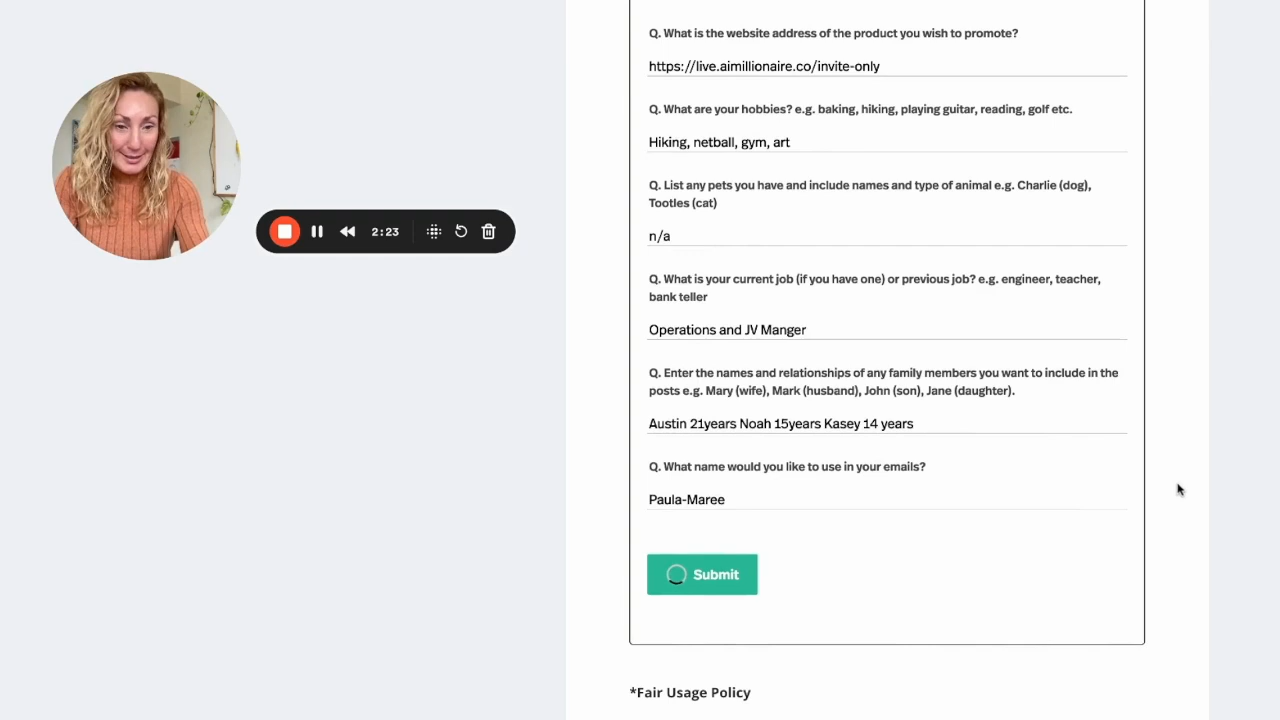 Q. What is the website address of the product you wish to promote?
https://live.aimillionaire.co/invite-only
Q. What are your hobbies? e.g. baking, hiking, playing guitar, reading, golf etc.
Hiking, netball, gym, art
Q. List any pets you have and include names and type of animal e.g. Charlie (dog),
Tootles (cat)
n/a
2:23
Q. What is your current job (if you have one) or previous job? e.g. engineer, teacher,
bank teller
Operations and JV Manger
Q. Enter the names and relationships of any family members you want to include in the
posts e.g. Mary (wife), Mark (husband), John (son), Jane (daughter).
Austin 21years Noah 15years Kasey 14 years
Q. What name would you like to use in your emails?
Paula-Maree
Submit
*Fair Usage Policy